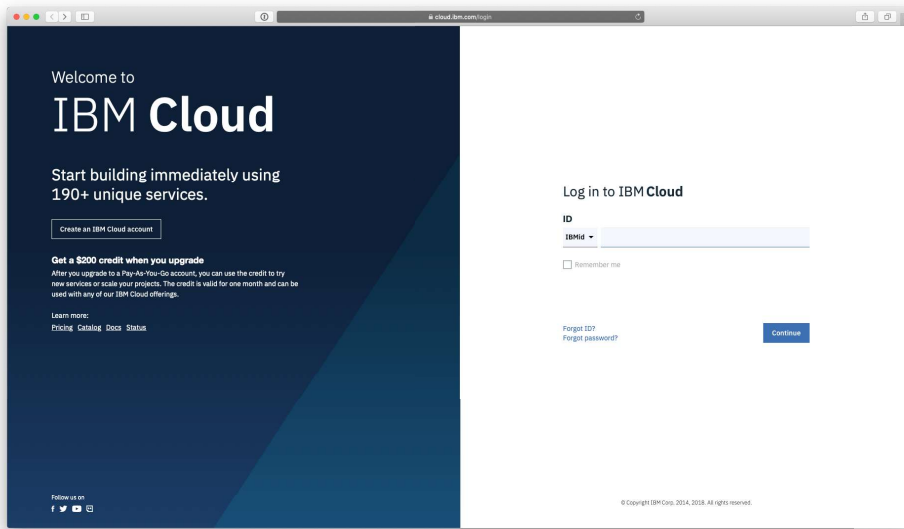 cloud.ibm.com/login
Welcome to
IBM Cloud
Start building immediately using
190+ unique services.
Create an IBM Cloud account
Get a $200 credit when you upgrade
After you upgrade to a Pay-As-You-Go account, you can use the credit to try
new services or scale your projects. The credit is valid for one month and can be
used with any of our IBM Cloud offerings.
Learn more:
Pricing Catalog Docs Status
Follow us on
Log in to IBM Cloud
ID
IBMid
Remember me
Forgot ID?
Forgot password?
Continue
© Copyright IBM Corp. 2014, 2018. All rights reserved.